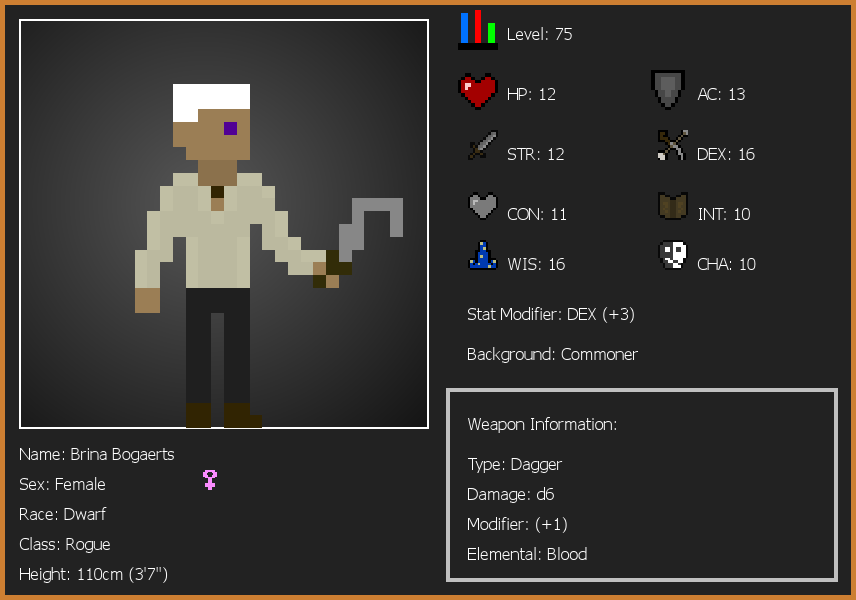 Level: 75
HP: 12
AC: 13
STR: 12
DEX: 16
CON: 11
INT: 10
WIS: 16
CHA: 10
Stat Modifier: DEX (+3)
Background: Commoner
Weapon Information:
Type: Dagger
Damage: d6
Modifier: (+1)
Elemental: Blood
Name: Brina Bogaerts
Sex: Female
Race: Dwarf
Class: Rogue
Height: 110cm (3'7")